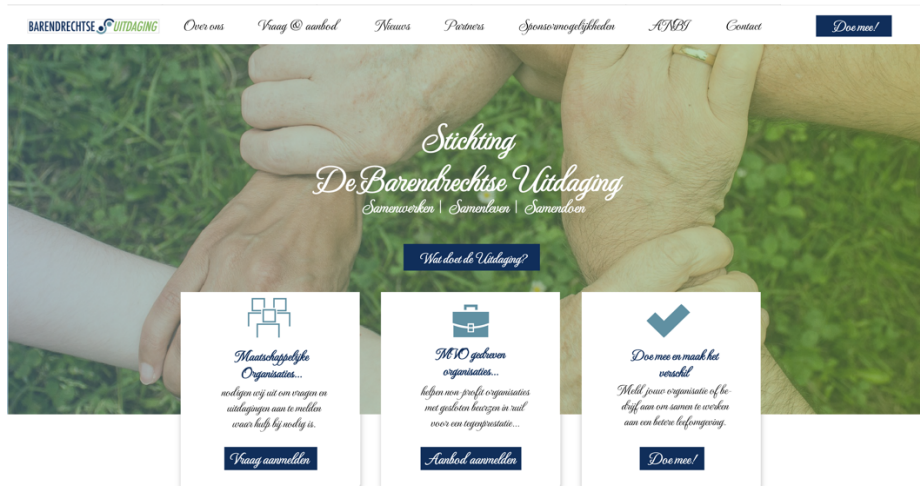 BARENDRECHTSE UITDAGING
Over ons
Vraag @ aanbod
Nieuws
Partners
Sponsormogelijkheden
ANBI
Contact
Doe mee!
Stichting
De Barendrechtse Uitdaging
Samenwerken | Samenleven | Samendoen
Wat doet de Uitdaging?
Maatschappelijke
Organisaties...
nodigen wij uit om vragen en
uitdagingen aan te melden
waar hulp bij nodig is.
Vraag aanmelden
MVO gedreven
organisaties...
helpen non-profit organisaties
met gesloten beurzen in ruil
voor een tegenprestatie...
Aanbod aanmelden
Doe mee en maak het
verschil
Meld jouw organisatie of be-
drijf aan om samen te werken
aan een betere leefomgeving.
Doe mee!